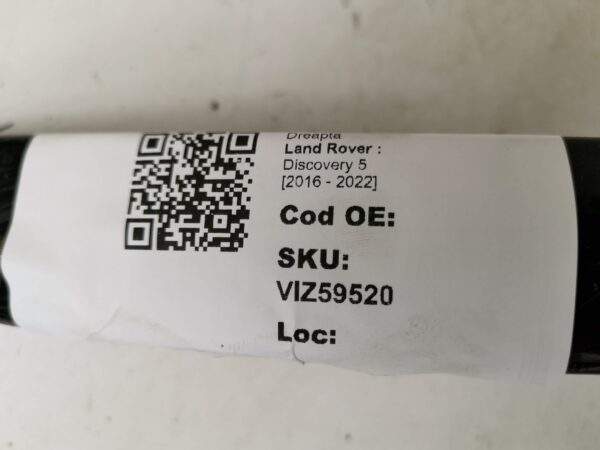 Dreapta
Land Rover :
Discovery 5
[2016 - 2022]
Cod OE:
SKU:
VIZ59520
Loc: